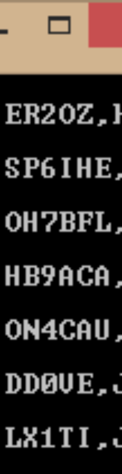 ER2OZ,
SP6IHE,
OH7BFL,
HB9ACA,
ON4CAU,
DD0VE,
LX1TI,